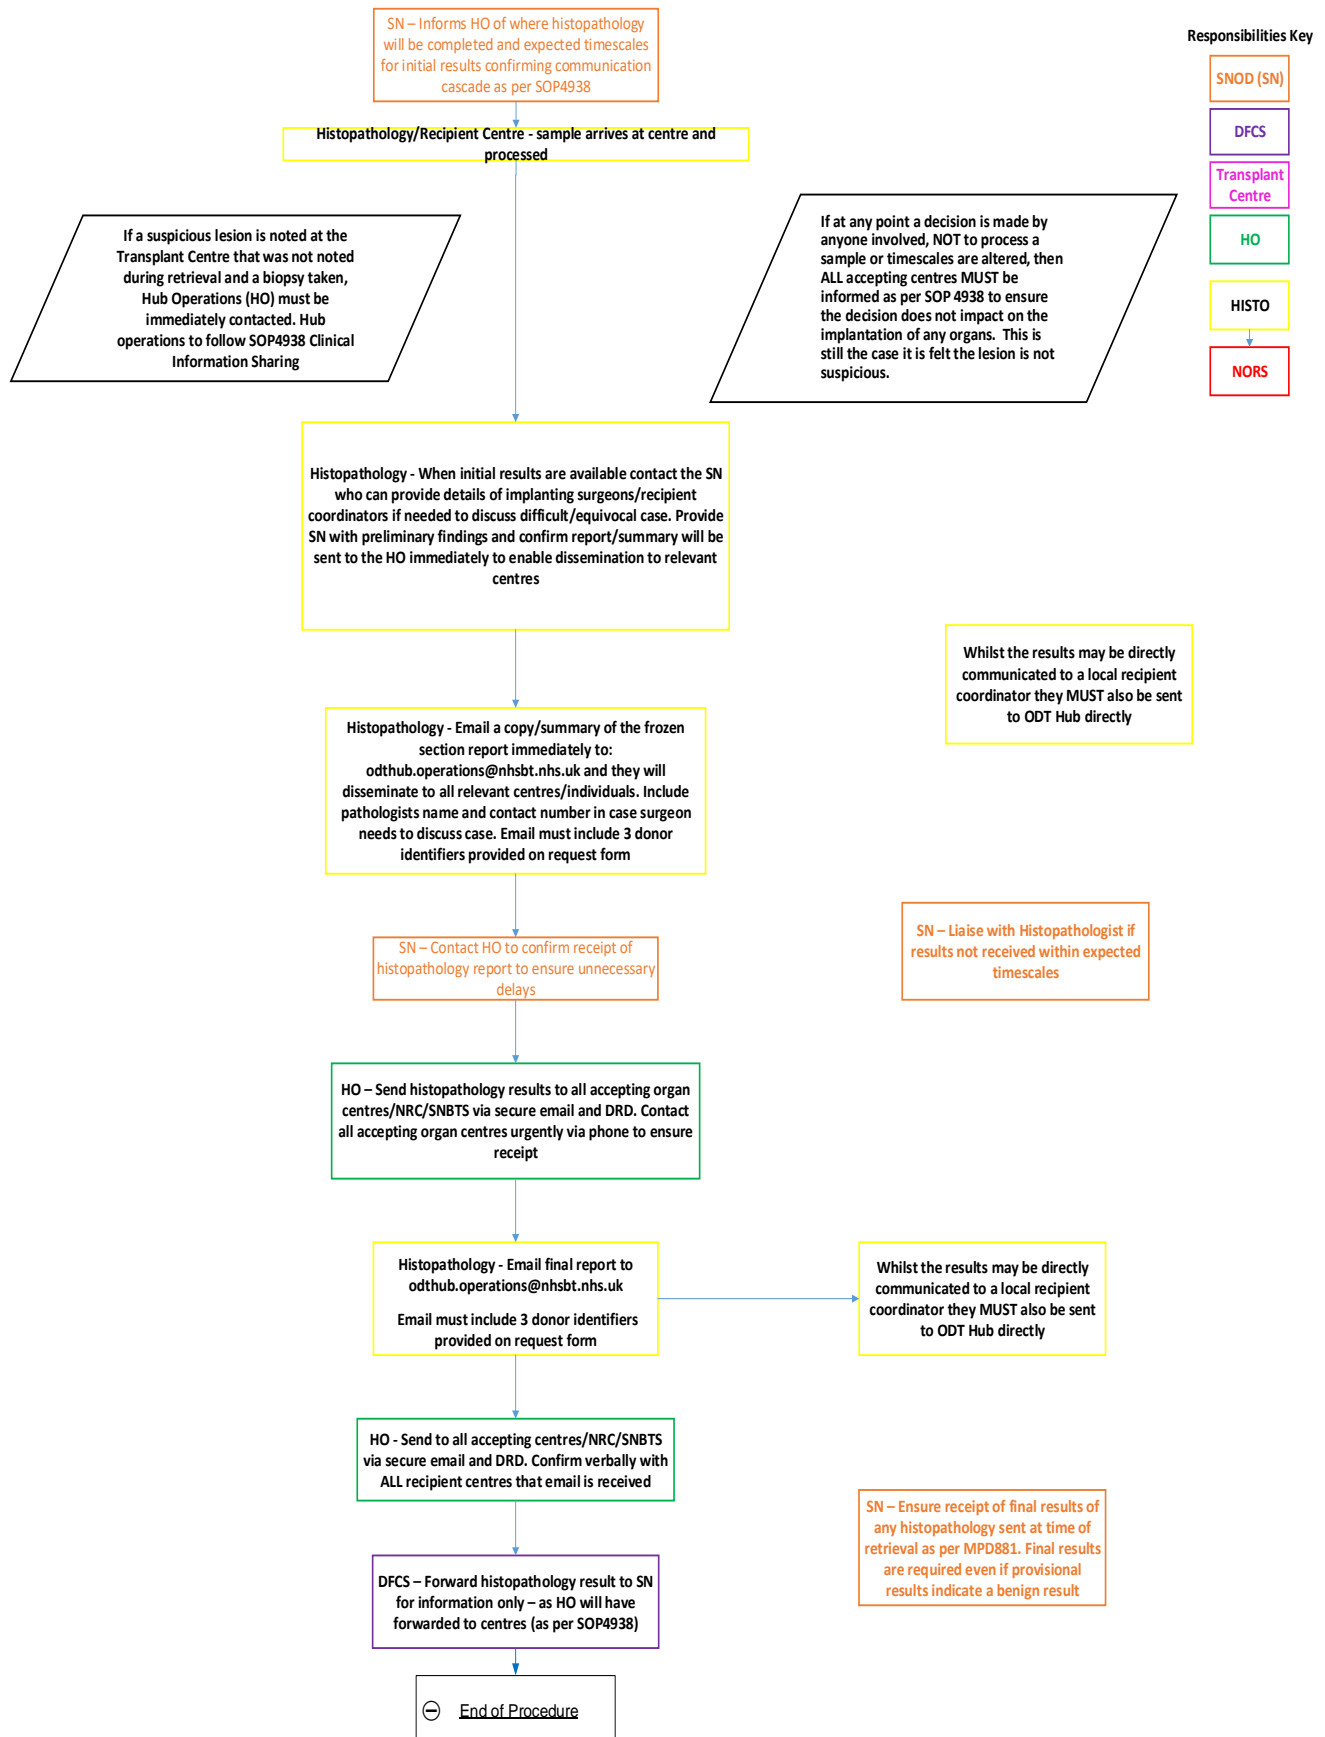 SN – Informs HO of where histopathology
will be completed and expected timescales
for initial results confirming communication
cascade as per SOP4938
Responsibilities Key
SNOD (SN)
DFCS
Transplant
Centre
HO
HISTO
NORS
Histopathology/Recipient Centre - sample arrives at centre and
processed
If a suspicious lesion is noted at the
Transplant Centre that was not noted
during retrieval and a biopsy taken,
Hub Operations (HO) must be
immediately contacted. Hub
operations to follow SOP4938 Clinical
Information Sharing
If at any point a decision is made by
anyone involved, NOT to process a
sample or timescales are altered, then
ALL accepting centres MUST be
informed as per SOP 4938 to ensure
the decision does not impact on the
implantation of any organs. This is
still the case it is felt the lesion is not
suspicious.
Histopathology - When initial results are available contact the SN
who can provide details of implanting surgeons/recipient
coordinators if needed to discuss difficult/equivocal case. Provide
SN with preliminary findings and confirm report/summary will be
sent to the HO immediately to enable dissemination to relevant
centres
Whilst the results may be directly
communicated to a local recipient
coordinator they MUST also be sent
to ODT Hub directly
Histopathology - Email a copy/summary of the frozen
section report immediately to:
odthub.operations@nhsbt.nhs.uk and they will
disseminate to all relevant centres/individuals. Include
pathologists name and contact number in case surgeon
needs to discuss case. Email must include 3 donor
identifiers provided on request form
SN – Contact HO to confirm receipt of
histopathology report to ensure unnecessary
delays
SN – Liaise with Histopathologist if
results not received within expected
timescales
HO – Send histopathology results to all accepting organ
centres/NRC/SNBTS via secure email and DRD. Contact
all accepting organ centres urgently via phone to ensure
receipt
Histopathology - Email final report to
odthub.operations@nhsbt.nhs.uk
Email must include 3 donor identifiers
provided on request form
Whilst the results may be directly
communicated to a local recipient
coordinator they MUST also be sent
to ODT Hub directly
HO - Send to all accepting centres/NRC/SNBTS
via secure email and DRD. Confirm verbally with
ALL recipient centres that email is received
SN – Ensure receipt of final results of
any histopathology sent at time of
retrieval as per MPD881. Final results
are required even if provisional
results indicate a benign result
DFCS – Forward histopathology result to SN
for information only – as HO will have
forwarded to centres (as per SOP4938)
End of Procedure